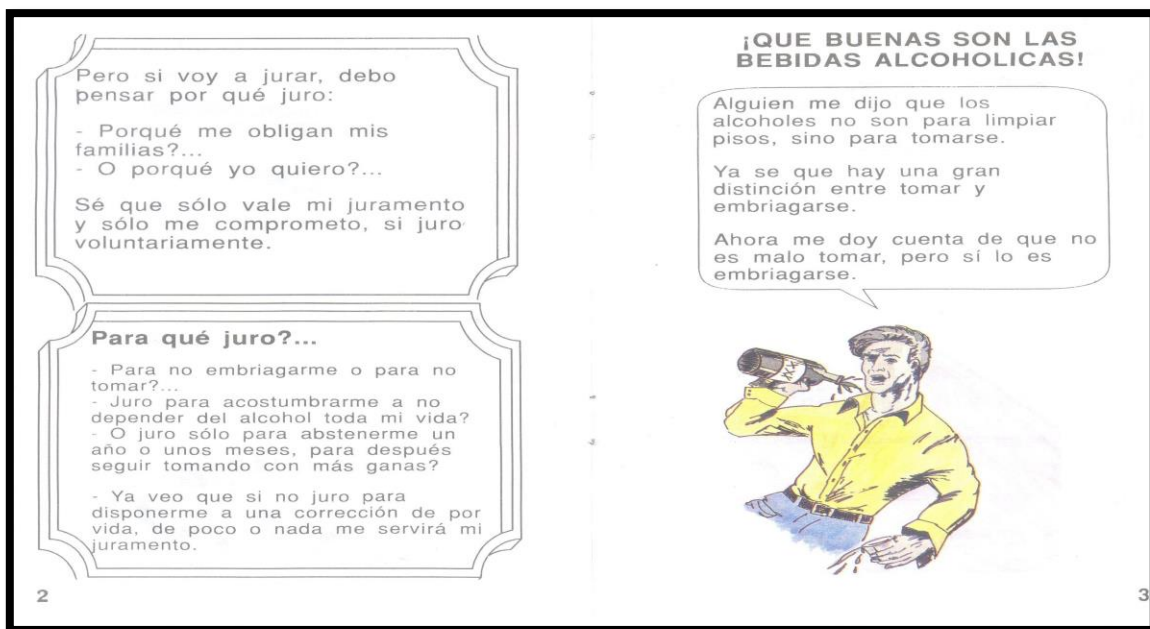 Pero si voy a jurar, debo
pensar por qué juro:
- Porqué me obligan mis
familias?...
- O porqué yo quiero?...
Sé que sólo vale mi juramento
y sólo me comprometo, si juro
voluntariamente.
Para qué juro?...
- Para no embriagarme o para no
tomar?...
- Juro para acostumbrarme a no
depender del alcohol toda mi vida?
- O juro sólo para abstenerme un
año o unos meses, para después
seguir tomando con más ganas?
- Ya veo que si no juro para
disponerme a una corrección de por
vida, de poco o nada me servirá mi
juramento.
2
¡QUE BUENAS SON LAS
BEBIDAS ALCOHOLICAS!
Alguien me dijo que los
alcoholes no son para limpiar
pisos, sino para tomarse.
Ya se que hay una gran
distinción entre tomar y
embriagarse.
Ahora me doy cuenta de que no
es malo tomar, pero sí lo es
embriagarse.
XXX
3